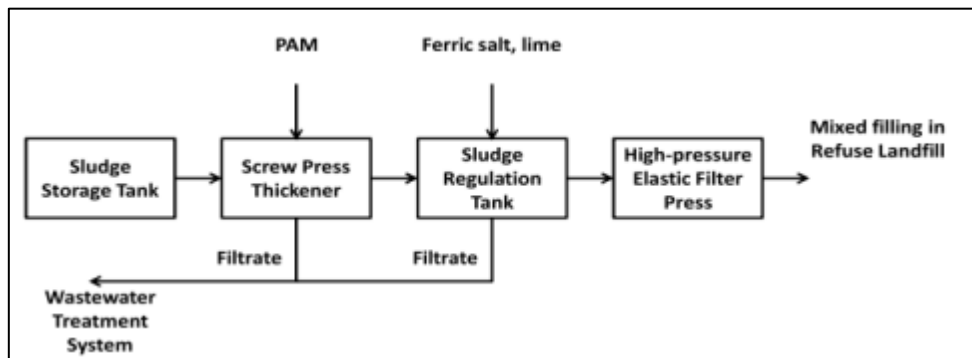 PAM
Ferric salt, lime
Sludge
Storage Tank
Screw Press
Thickener
Sludge
Regulation
Tank
High-pressure
Elastic Filter
Press
Mixed filling in
Refuse Landfill
Filtrate
Filtrate
Wastewater
Treatment
System